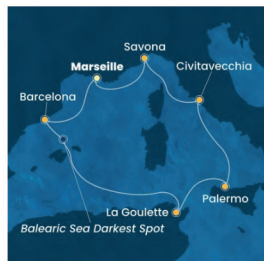 Savona
Marseille
Civitavecchia
Barcelona
La Goulette
Palermo
Balearic Sea Darkest Spot